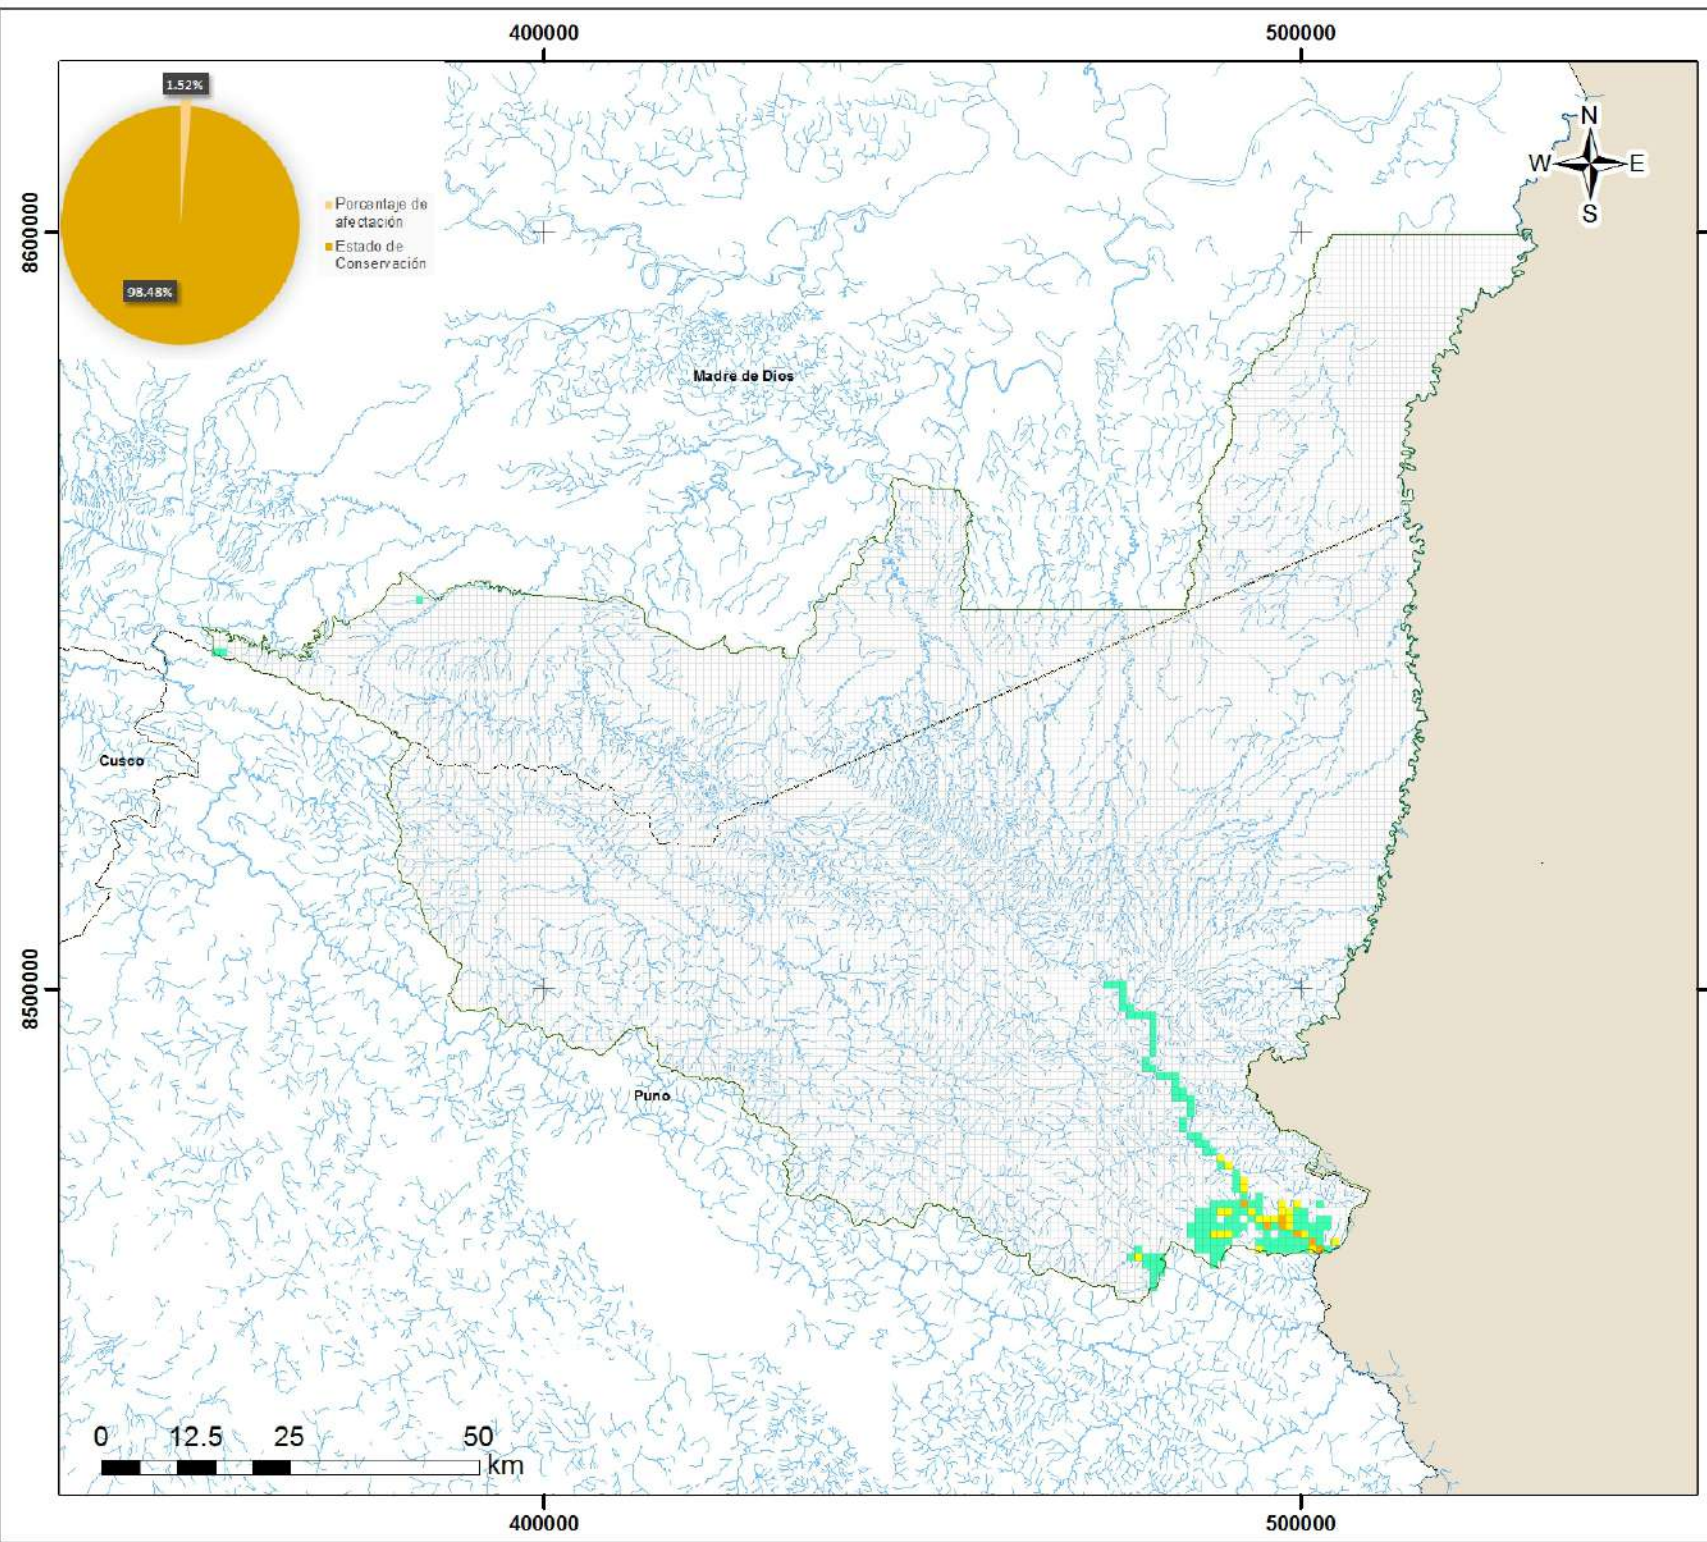 400000
500000
1.52%
98.48%
Porcentaje de
afectación
Estado de
Conservación
N
W
E
S
8600000
Madre de Dios
Cusco
8500000
Puno
0
12.5
25
50
km
400000
500000